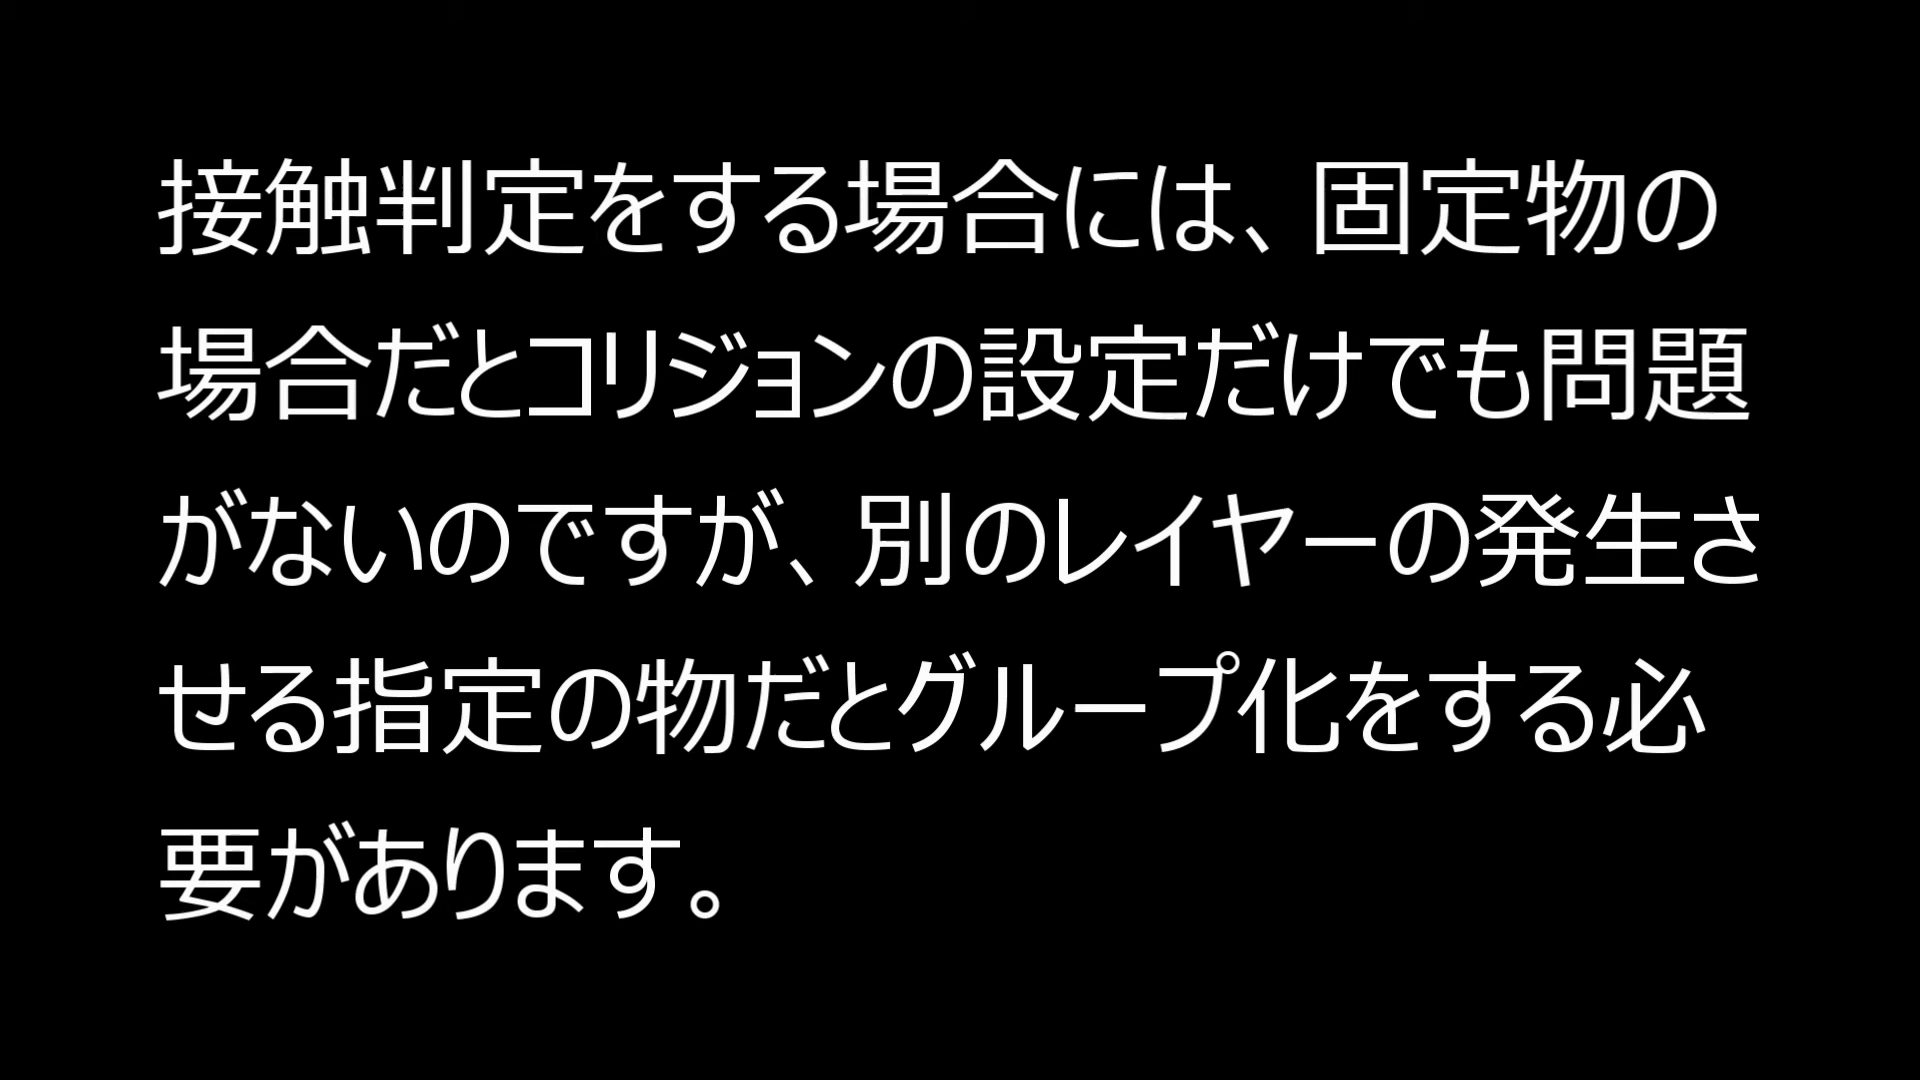 接触判定をする場合には、固定物の
場合だとコリジョンの設定だけでも問題
がないのですが、別のレイヤーの発生さ
せる指定の物だとグループ化をする必
要があります。